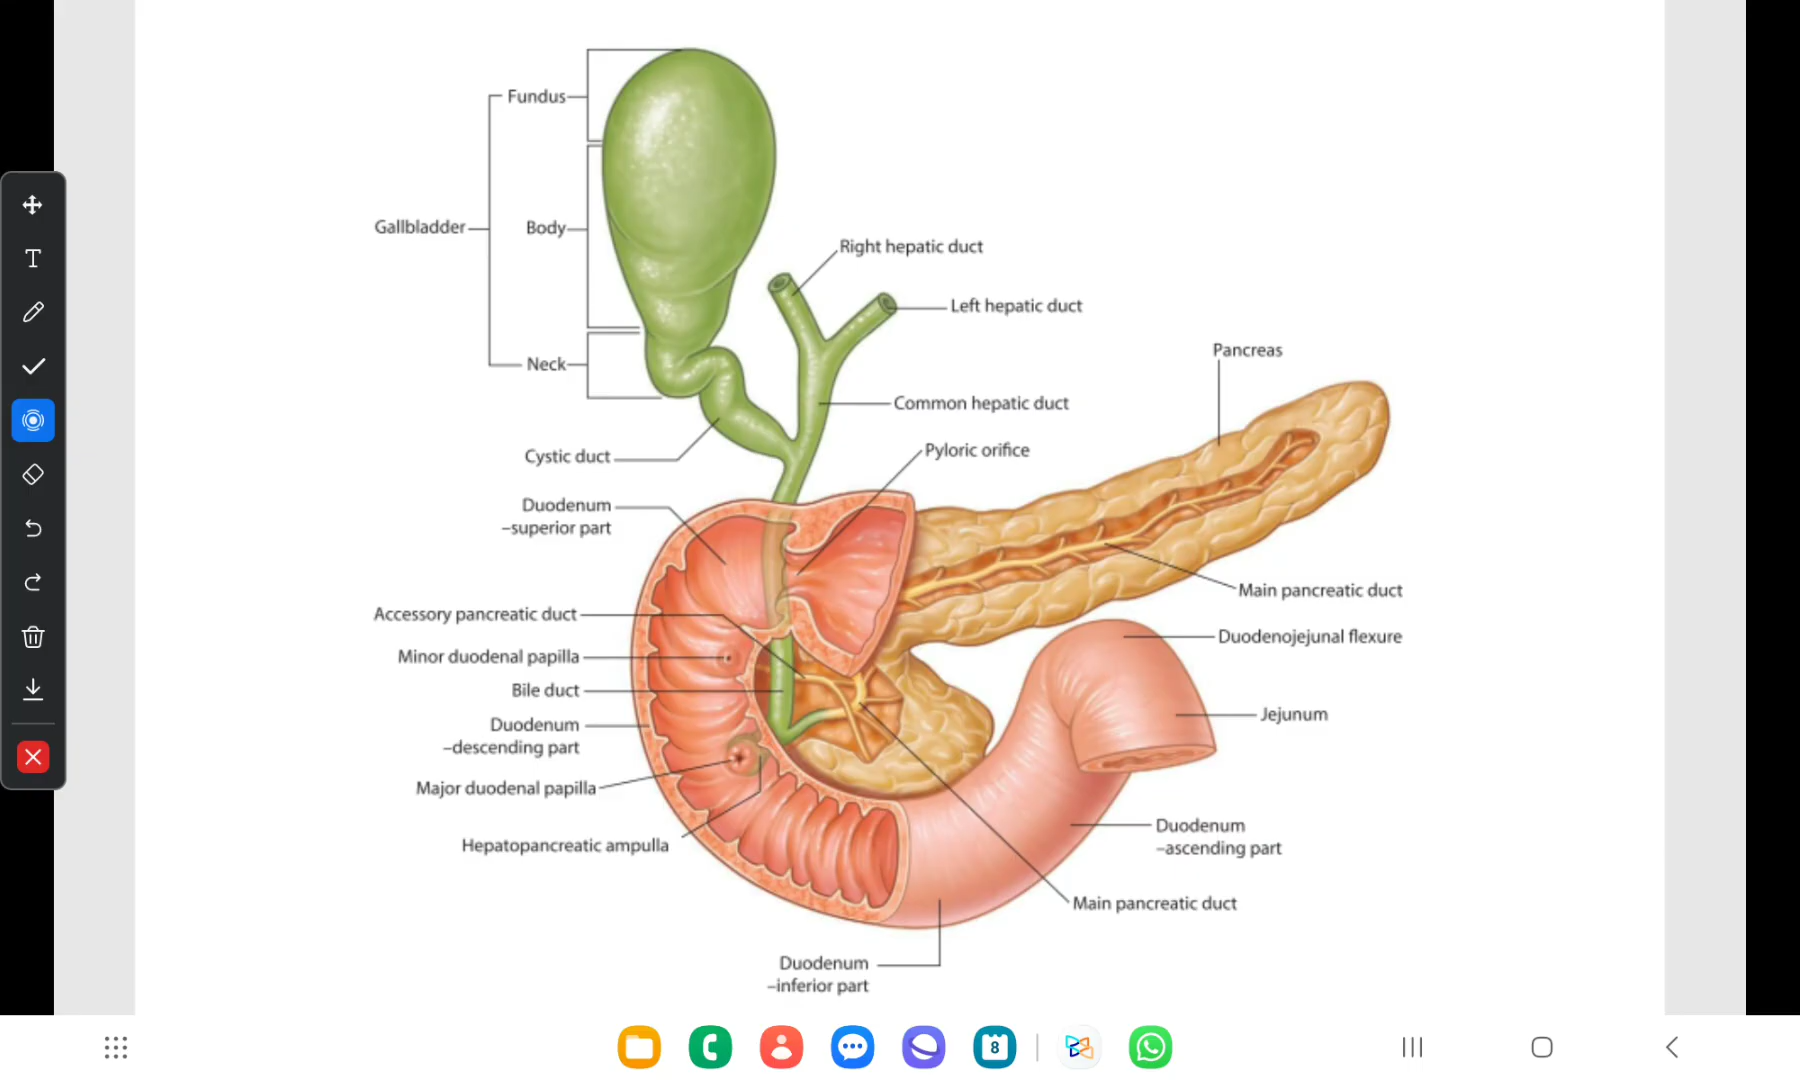 Fundus
Gallbladder
Body
Right hepatic duct
Left hepatic duct
Neck
Pancreas
Common hepatic duct
Cystic duct
Pyloric orifice
Duodenum
–superior part
Main pancreatic duct
Accessory pancreatic duct
Duodenojejunal flexure
Minor duodenal papilla
Bile duct
Jejunum
Duodenum
–descending part
Major duodenal papilla
Hepatopancreatic ampulla
Duodenum
–ascending part
Main pancreatic duct
Duodenum
–inferior part
T
8